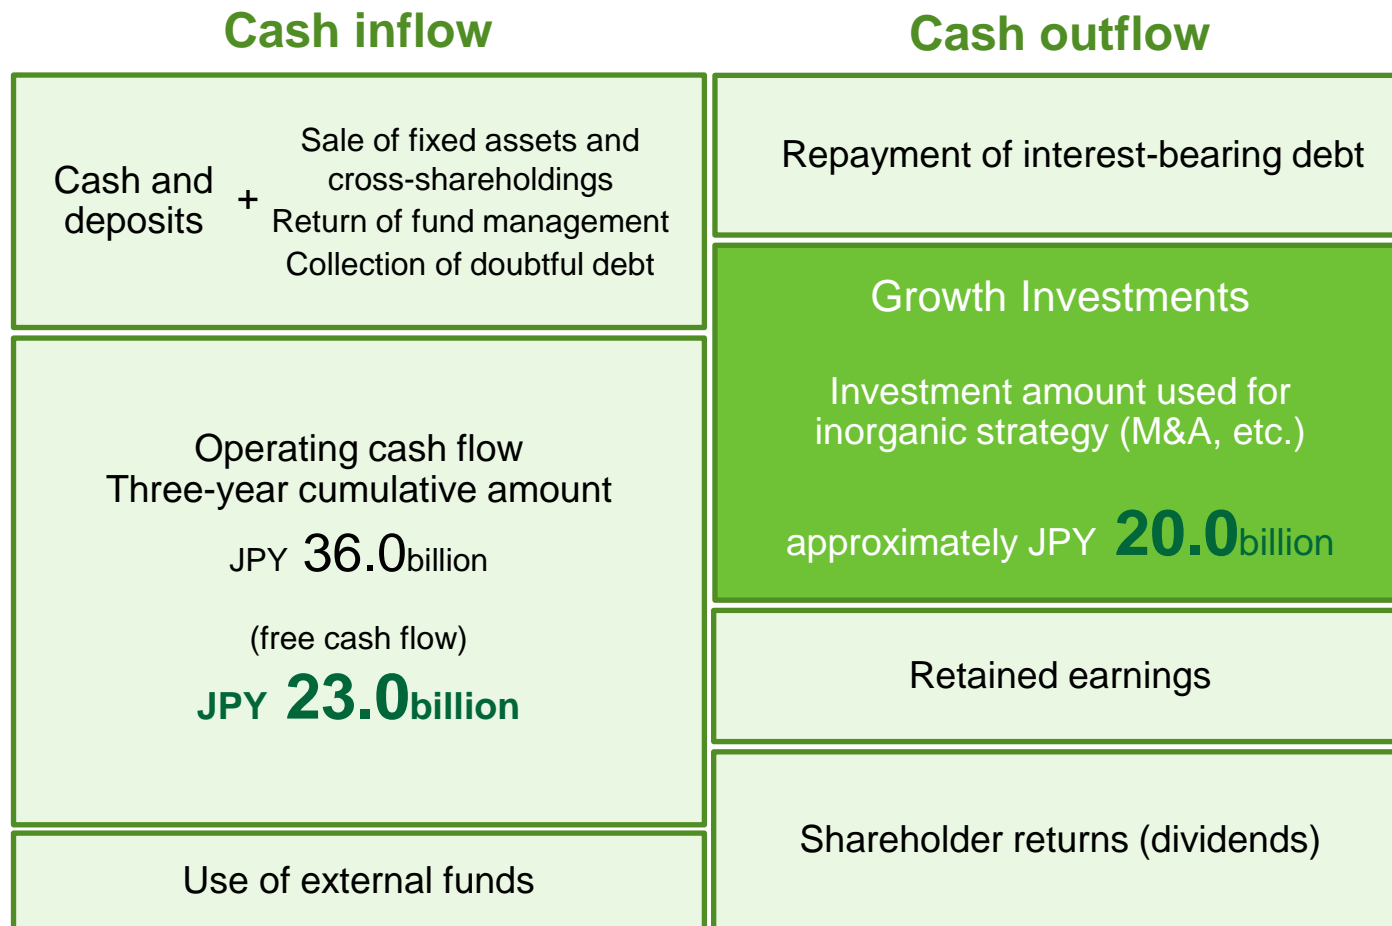 Cash inflow
Cash and
deposits
+
Sale of fixed assets and
cross-shareholdings
Return of fund management
Collection of doubtful debt
Operating cash flow
Three-year cumulative amount
JPY 36.0billion
(free cash flow)
JPY 23.0billion
Use of external funds
Cash outflow
Repayment of interest-bearing debt
Growth Investments
Investment amount used for
inorganic strategy (M&A, etc.)
approximately JPY 20.0billion
Retained earnings
Shareholder returns (dividends)